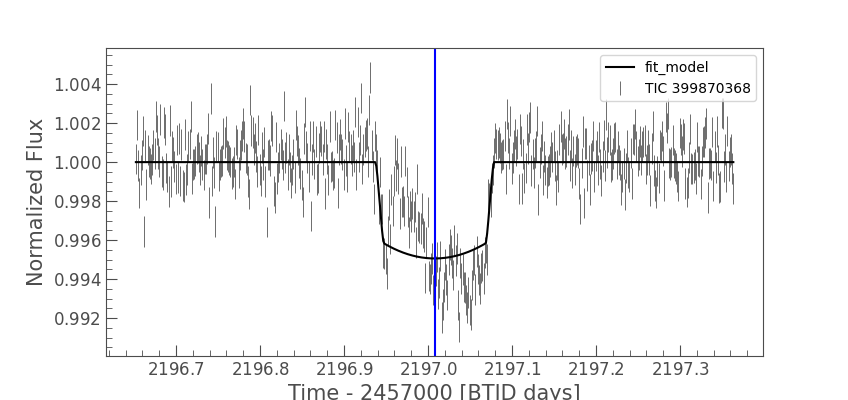 fit_model
TIC 399870368
Normalized Flux
1.004
1.002
1.000
0.998
0.996
0.994
0.992
2196.7 2196.8 2196.9 2197.0 2197.1 2197.2 2197.3
Time - 2457000 [BTJD days]